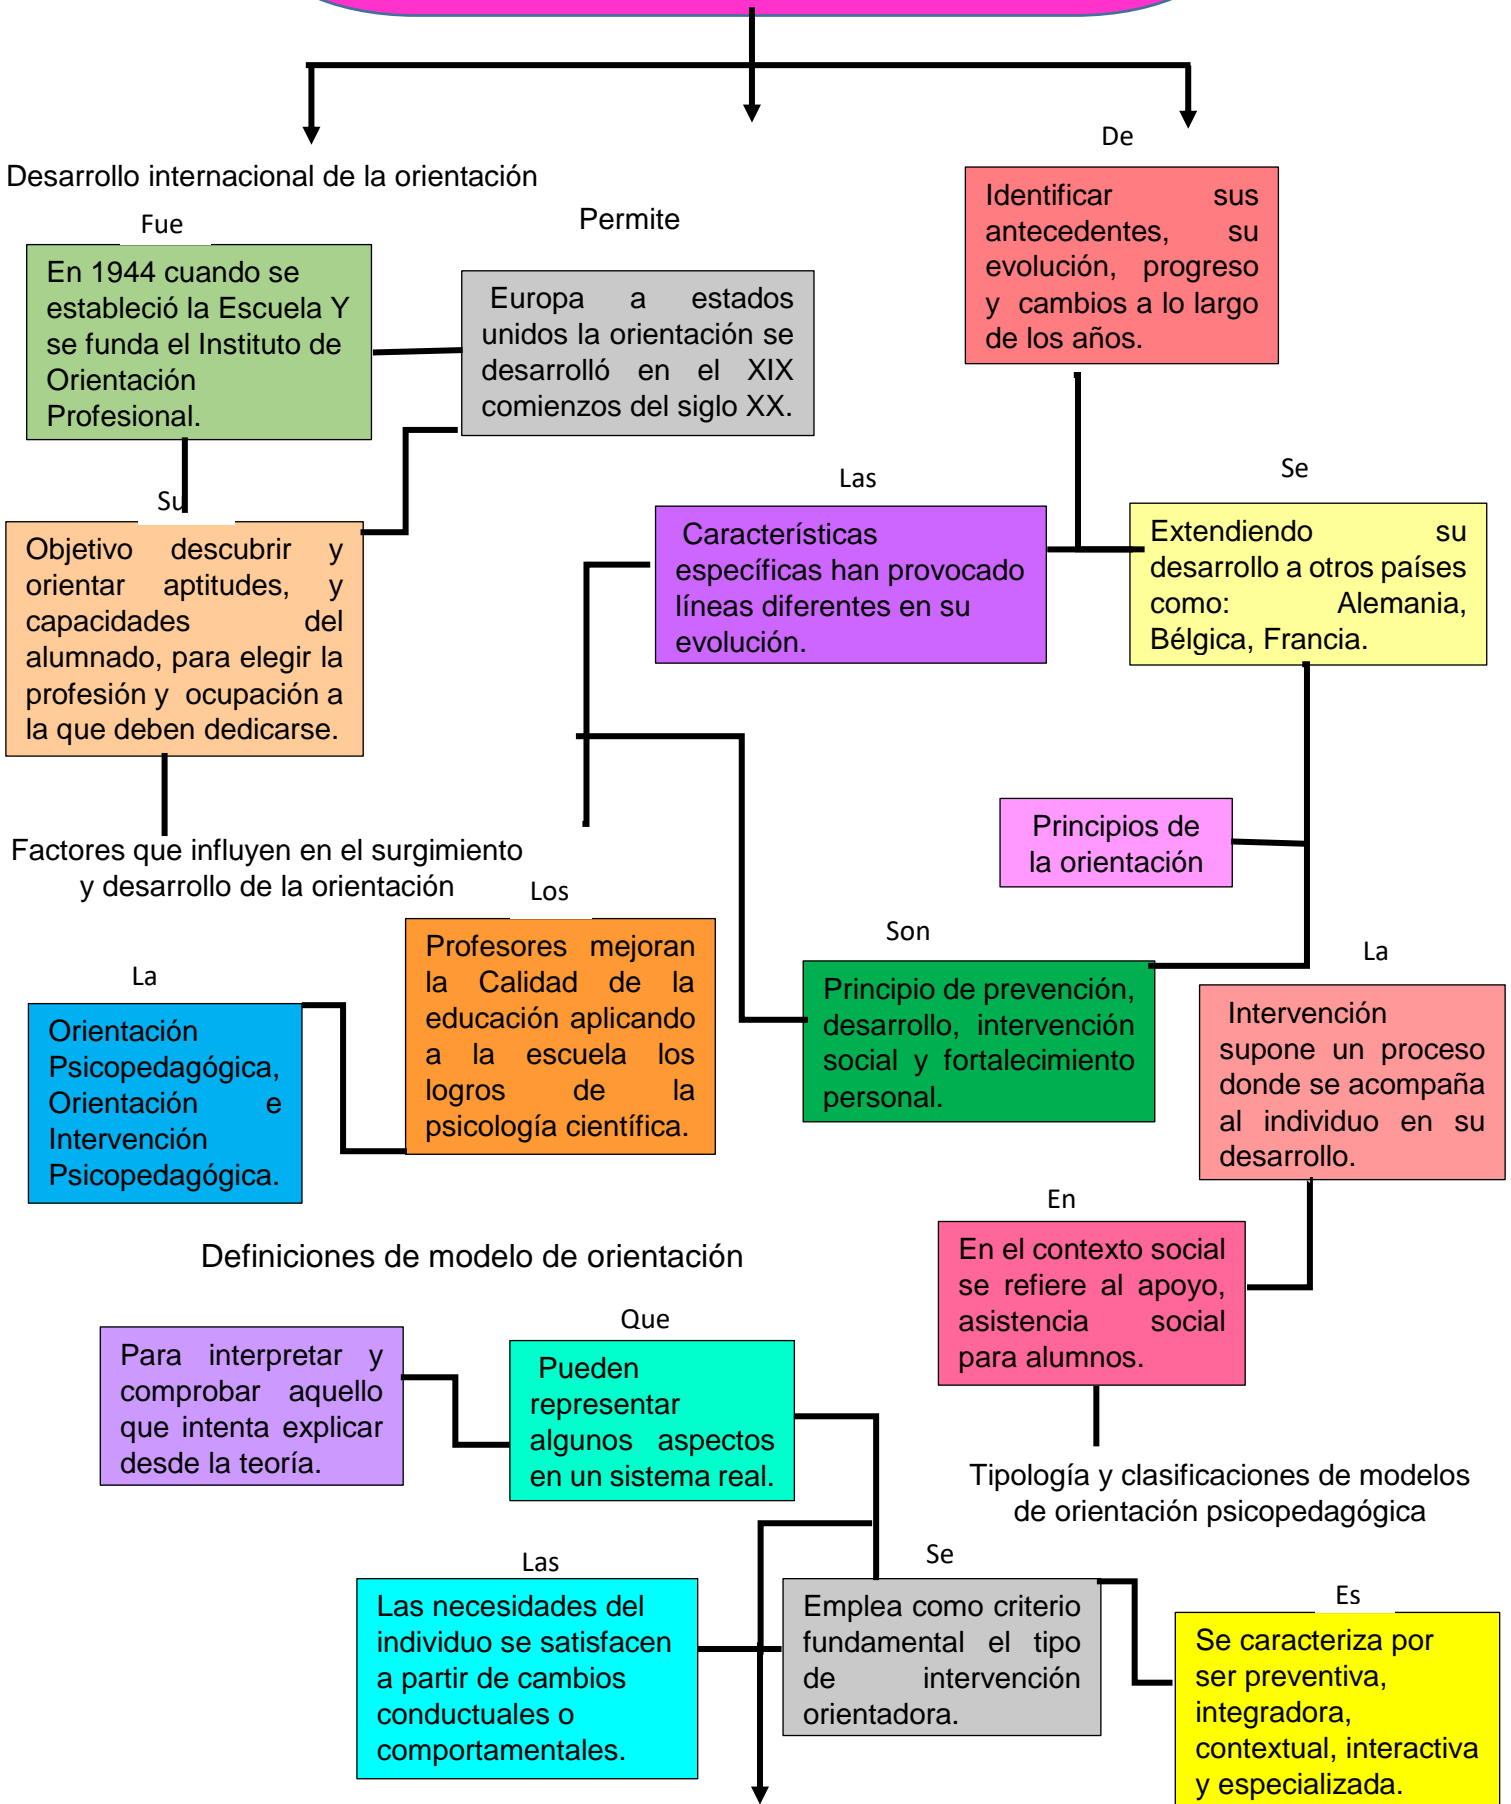 De
Desarrollo internacional de la orientación
Fue
Permite
Identificar sus
antecedentes, su
evolución, progreso
y cambios a lo largo
de los años.
En 1944 cuando se
estableció la Escuela Y
se funda el Instituto de
Orientación
Profesional.
Europa a estados
unidos la orientación se
desarrolló en el XIX
comienzos del siglo XX.
Las
Se
Su
Objetivo descubrir y
orientar aptitudes, y
capacidades del
alumnado, para elegir la
profesión y ocupación a
la que deben dedicarse.
Características
específicas han provocado
líneas diferentes en su
evolución.
Extendiendo su
desarrollo a otros países
como: Alemania,
Bélgica, Francia.
Principios de
la orientación
Factores que influyen en el surgimiento
y desarrollo de la orientación
Los
Son
La
La
Profesores mejoran
la Calidad de la
educación aplicando
a la escuela los
logros de la
psicología científica.
Orientación
Psicopedagógica,
Orientación e
Intervención
Psicopedagógica.
Principio de prevención,
desarrollo, intervención
social y fortalecimiento
personal.
Intervención
supone un proceso
donde se acompaña
al individuo en su
desarrollo.
En
En el contexto social
se refiere al apoyo,
asistencia social
para alumnos.
Definiciones de modelo de orientación
Que
Para interpretar y
comprobar aquello
que intenta explicar
desde la teoría.
Pueden
representar
algunos aspectos
en un sistema real.
Tipología y clasificaciones de modelos
de orientación psicopedagógica
Las
Se
Es
Las necesidades del
individuo se satisfacen
a partir de cambios
conductuales o
comportamentales.
Emplea como criterio
fundamental el tipo
de intervención
orientadora.
Se caracteriza por
ser preventiva,
integradora,
contextual, interactiva
y especializada.